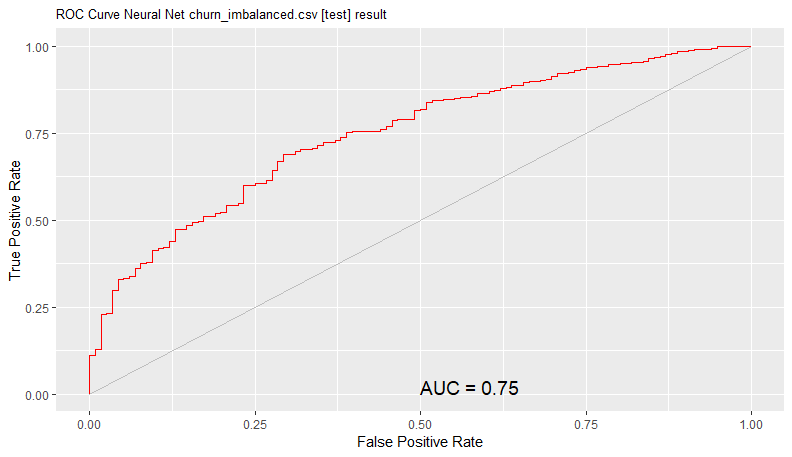 ROC Curve Neural Net churn_imbalanced.csv [test] result
1.00
0.75
0.50
0.25
0.00
True Positive Rate
AUC = 0.75
0.00 0.25 0.50 0.75 1.00
False Positive Rate